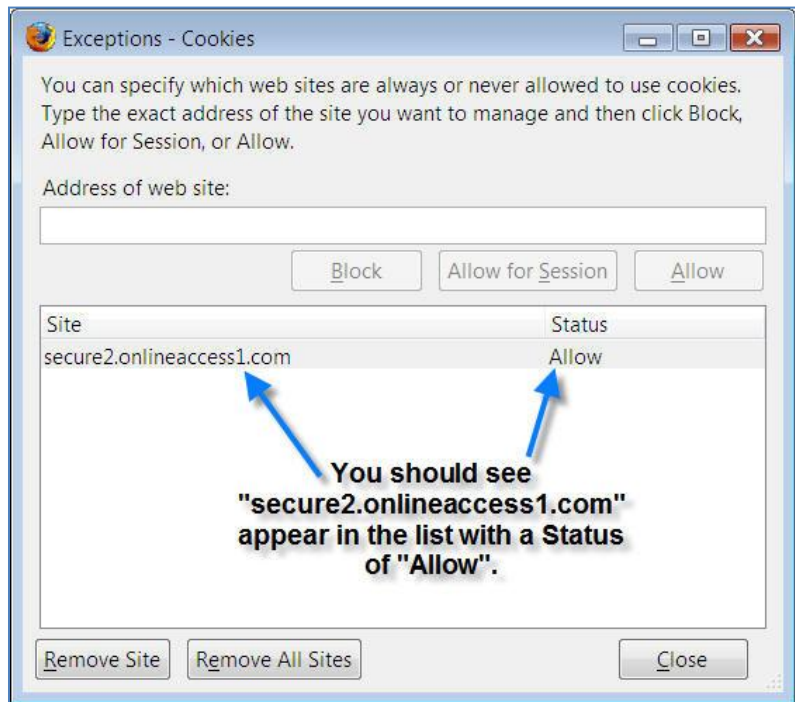 Exceptions - Cookies
You can specify which web sites are always or never allowed to use cookies.
Type the exact address of the site you want to manage and then click Block,
Allow for Session, or Allow.
Address of web site:
Block Allow for Session Allow
Site Status
secure2.onlineaccess1.com Allow
You should see
"secure2.onlineaccess1.com"
appear in the list with a Status
of "Allow".
Remove Site Remove All Sites Close